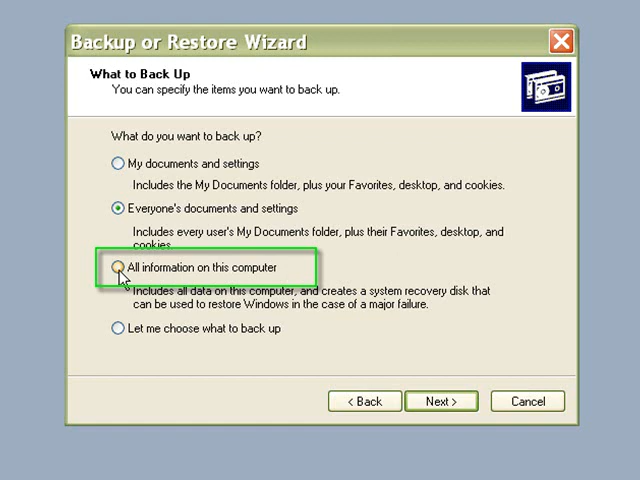 Backup or Restore Wizard
What to Back Up
You can specify the items you want to back up.
What do you want to back up?
My documents and settings
Includes the My Documents folder, plus your Favorites, desktop, and cookies.
Everyone's documents and settings
Includes every user's My Documents folder, plus their Favorites, desktop, and
cookies.
All information on this computer
Includes all data on this computer, and creates a system recovery disk that
can be used to restore Windows in the case of a major failure.
Let me choose what to back up
< Back
Next >
Cancel